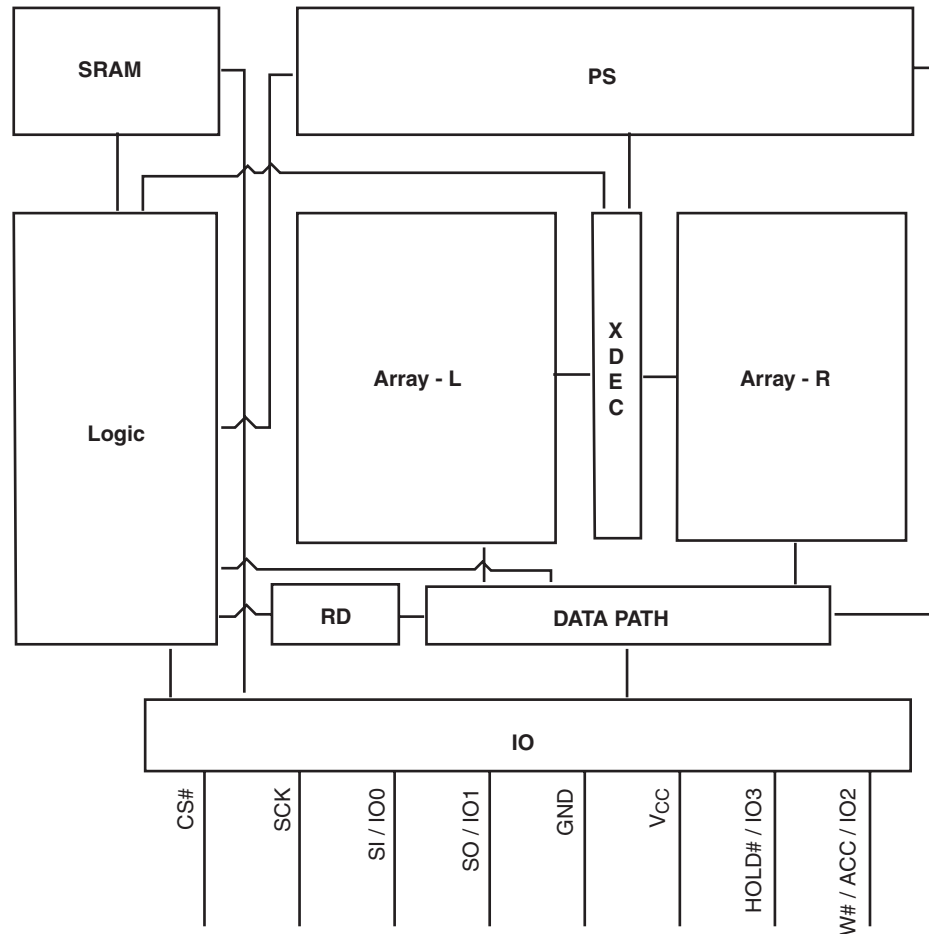 SRAM
PS
Logic
Array - L
X
D
E
C
Array - R
RD
DATA PATH
IO
CS#
SCK
SI / IO0
SO / IO1
GND
VCC
HOLD# / IO3
W# / ACC / IO2